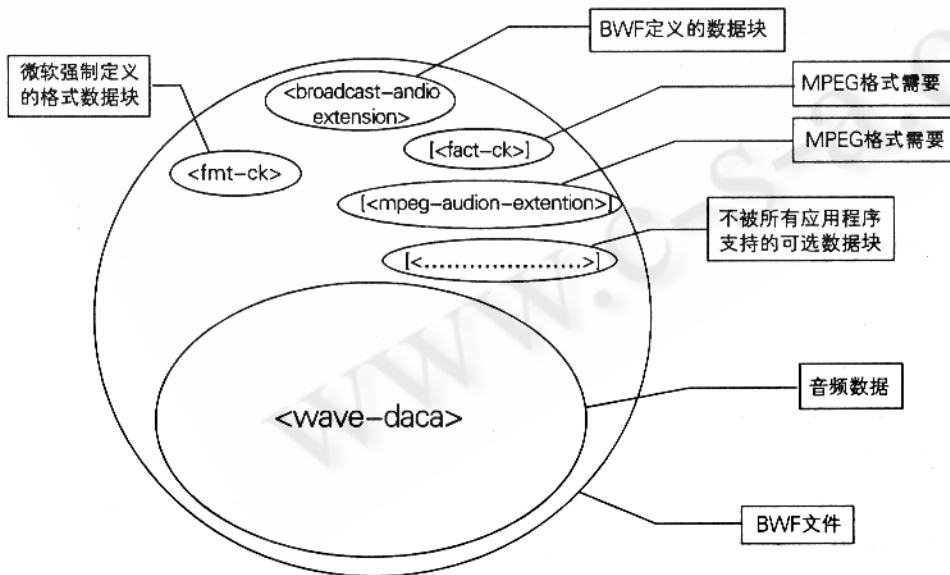 BWF定义的数据块
微软强制定义
的格式数据块
<broadcast-andio
extension>
MPEG格式需要
[<fact-ck>]
MPEG格式需要
<fmt-ck>
[<mpeg-audion-extention>]
不被所有应用程序
支持的可选数据块
[<......................>]
音频数据
<wave-daca>
BWF文件
www.c-s-a.o